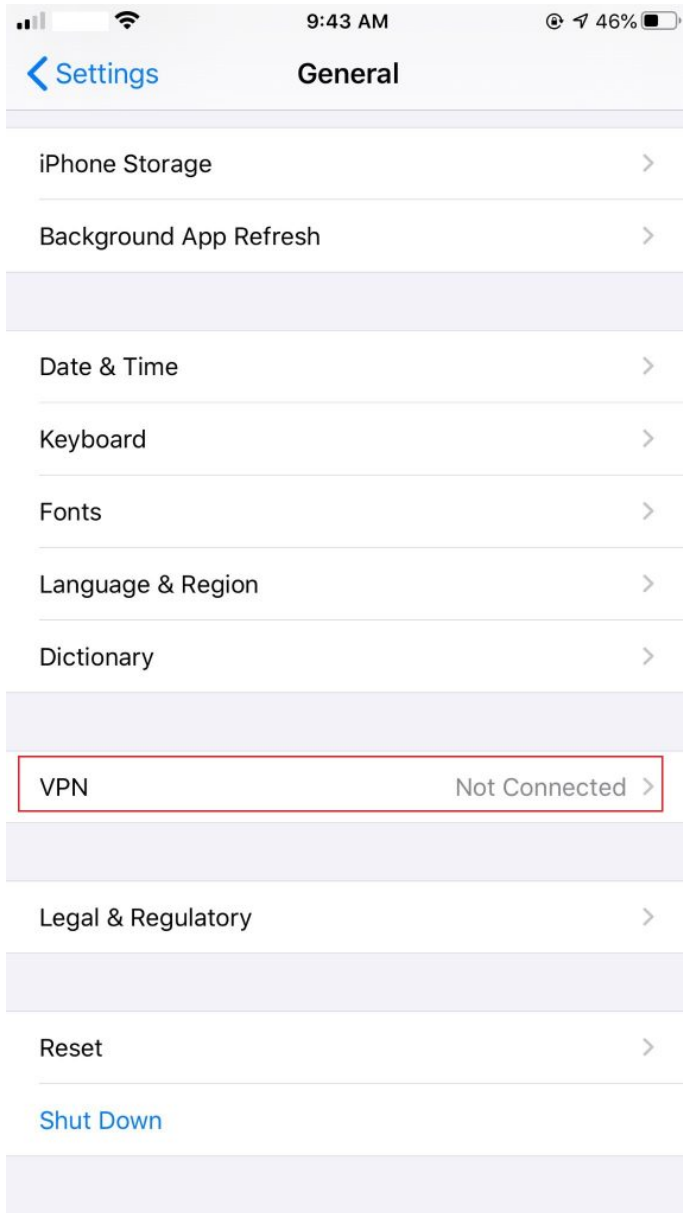 9:43 AM 46%
Settings General
iPhone Storage
Background App Refresh
Date & Time
Keyboard
Fonts
Language & Region
Dictionary
VPN Not Connected
Legal & Regulatory
Reset
Shut Down